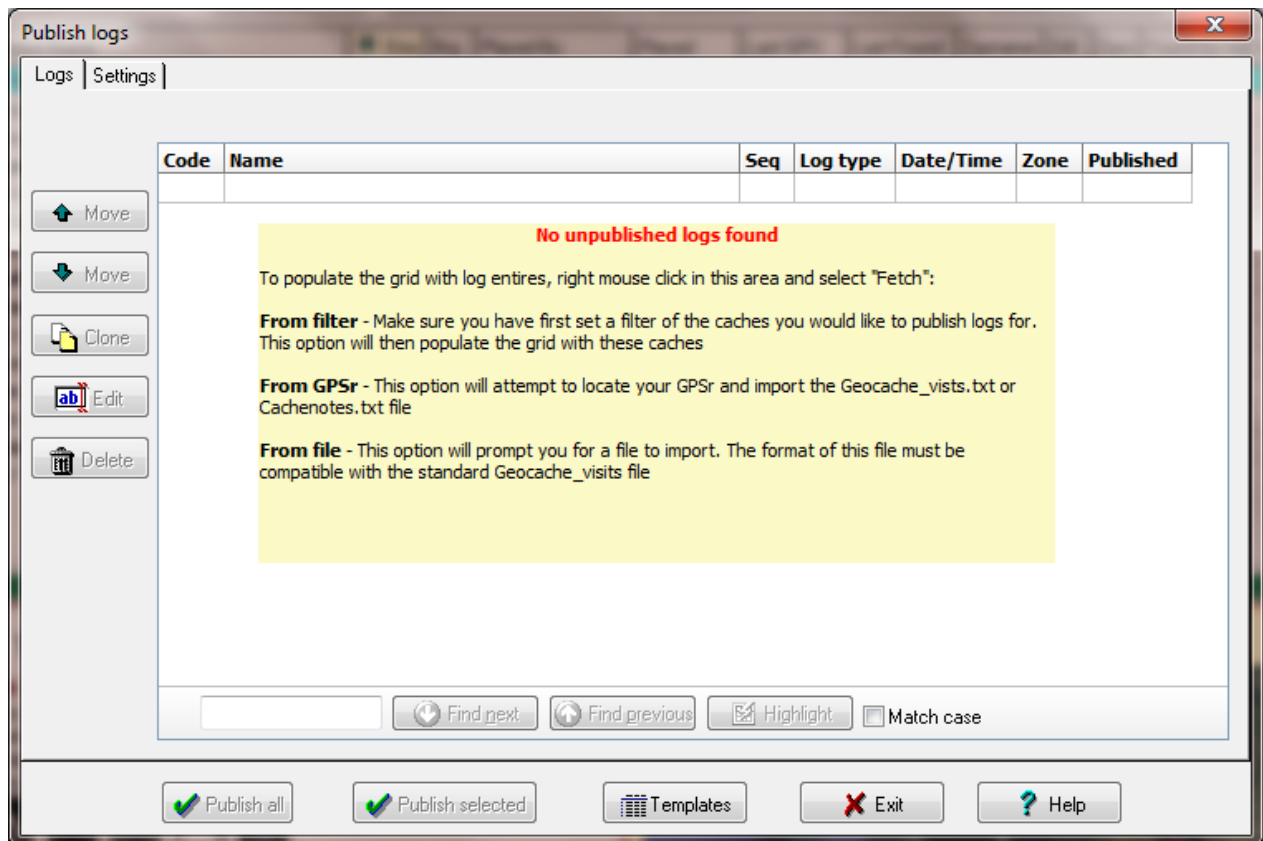 Publish logs
Logs Settings
Code Name Seq Log type Date/Time Zone Published
Move
Move
Clone
Edit
Delete
No unpublished logs found
To populate the grid with log entires, right mouse click in this area and select "Fetch":
From filter - Make sure you have first set a filter of the caches you would like to publish logs for.
This option will then populate the grid with these caches
From GPSr - This option will attempt to locate your GPSr and import the Geocache_vists.txt or
Cachenotes.txt file
From file - This option will prompt you for a file to import. The format of this file must be
compatible with the standard Geocache_visits file
Find next Find previous Highlight Match case
Publish all Publish selected Templates Exit Help